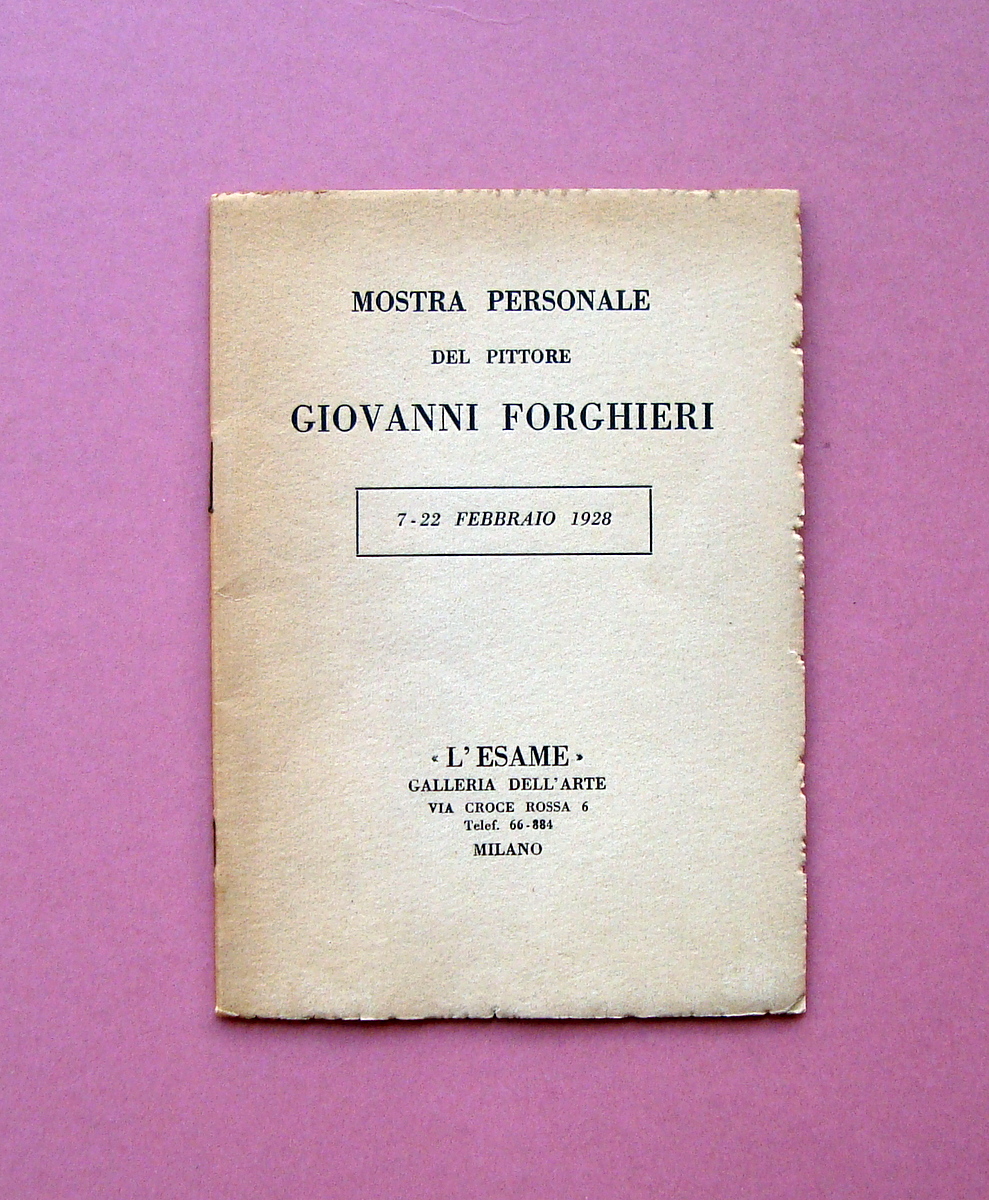 MOSTRA PERSONALE
DEL PITTORE
GIOVANNI FORGHIERI
7-22 FEBBRAIO 1928
«L'ESAME»
GALLERIA DELL'ARTE
VIA CROCE ROSSA 6
Telef. 66-884
MILANO